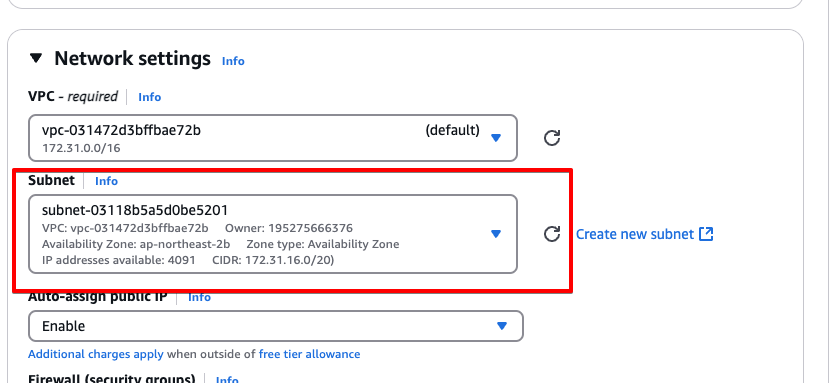 Network settings Info
VPC - required Info
vpc-031472d3bffbae72b (default)
172.31.0.0/16
Subnet Info
subnet-03118b5a5d0be5201
VPC: vpc-031472d3bffbae72b Owner: 195275666376
Availability Zone: ap-northeast-2b Zone type: Availability Zone
IP addresses available: 4091 CIDR: 172.31.16.0/20)
Create new subnet
Auto-assign public IP Info
Enable
Additional charges apply when outside of free tier allowance
Firewall (security groups) Info